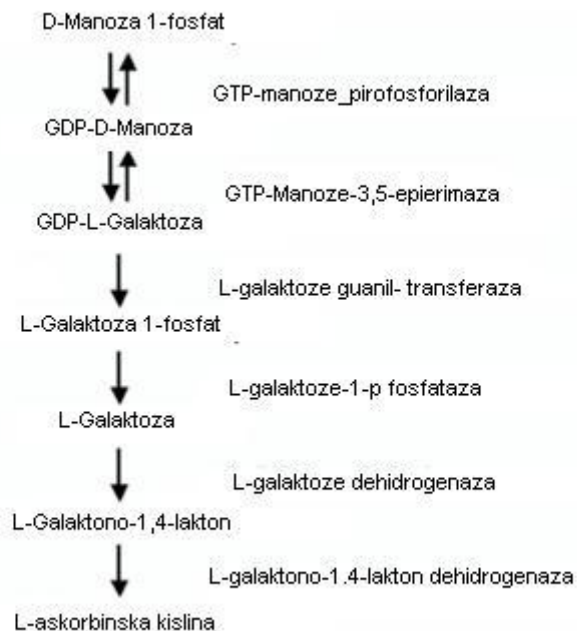 D-Manoza 1-fosfat
GTP-manoze_pirofosforilaza
GDP-D-Manoza
GTP-Manoze-3,5-epierimaza
GDP-L-Galaktoza
L-galaktoze guanil- transferaza
L-Galaktoza 1-fosfat
L-galaktoze-1-p fosfataza
L-Galaktoza
L-galaktoze dehidrogenaza
L-Galaktono-1,4-lakton
L-galaktono-1.4-lakton dehidrogenaza
L-askorbinska kislina